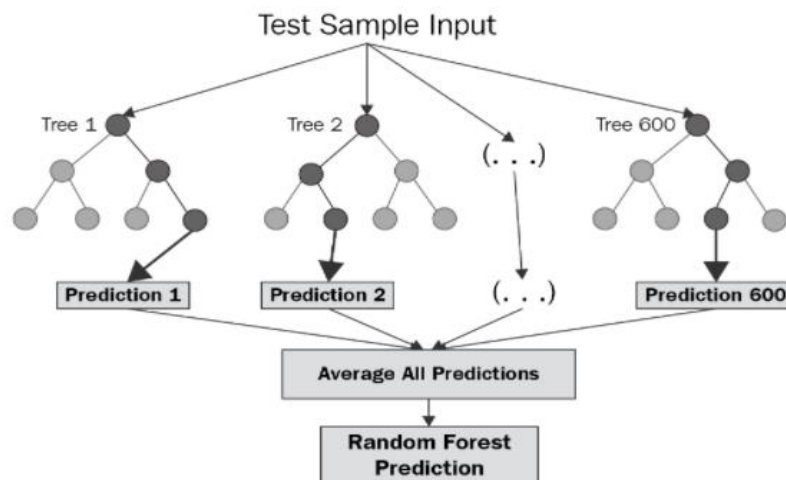 Test Sample Input
Tree 1
Tree 2
(. . .)
Tree 600
Prediction 1
Prediction 2
(. . .)
Prediction 600
Average All Predictions
Random Forest
Prediction